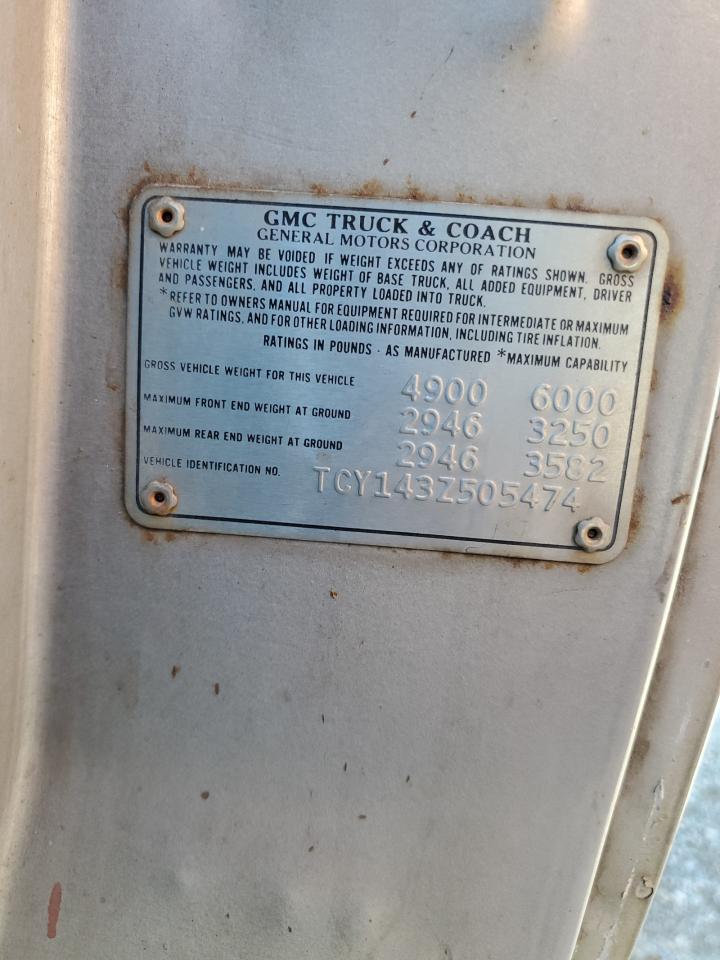 GMC TRUCK & COACH
GENERAL MOTORS CORPORATION
WARRANTY MAY BE VOIDED IF WEIGHT EXCEEDS ANY OF RATINGS SHOWN. GROSS
VEHICLE WEIGHT INCLUDES WEIGHT OF BASE TRUCK, ALL ADDED EQUIPMENT, DRIVER
AND PASSENGERS, AND ALL PROPERTY LOADED INTO TRUCK.
*REFER TO OWNERS MANUAL FOR EQUIPMENT REQUIRED FOR INTERMEDIATE OR MAXIMUM
GVW RATINGS, AND FOR OTHER LOADING INFORMATION, INCLUDING TIRE INFLATION.
RATINGS IN POUNDS - AS MANUFACTURED *MAXIMUM CAPABILITY
GROSS VEHICLE WEIGHT FOR THIS VEHICLE 4900 6000
MAXIMUM FRONT END WEIGHT AT GROUND 2946 3250
MAXIMUM REAR END WEIGHT AT GROUND 2946 3582
VEHICLE IDENTIFICATION NO. TCY143Z505474